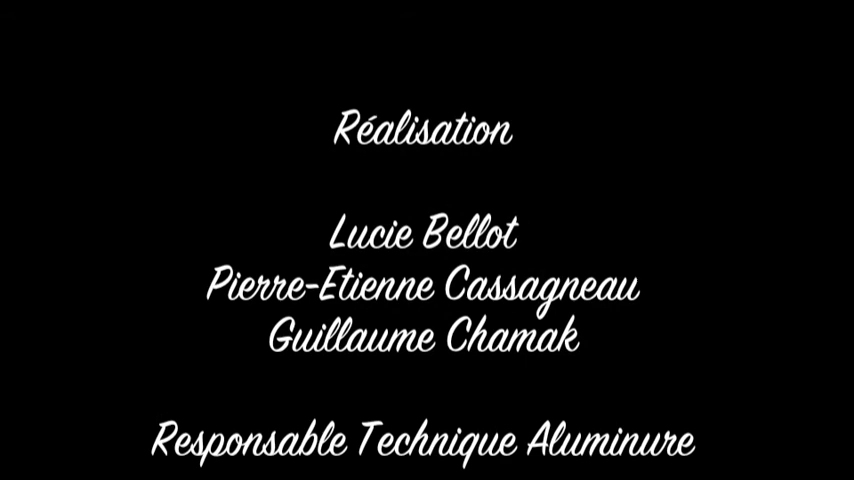 Réalisation
Lucie Bellot
Pierre-Etienne Cassagneau
Guillaume Chamak
Responsable Technique Aluminure